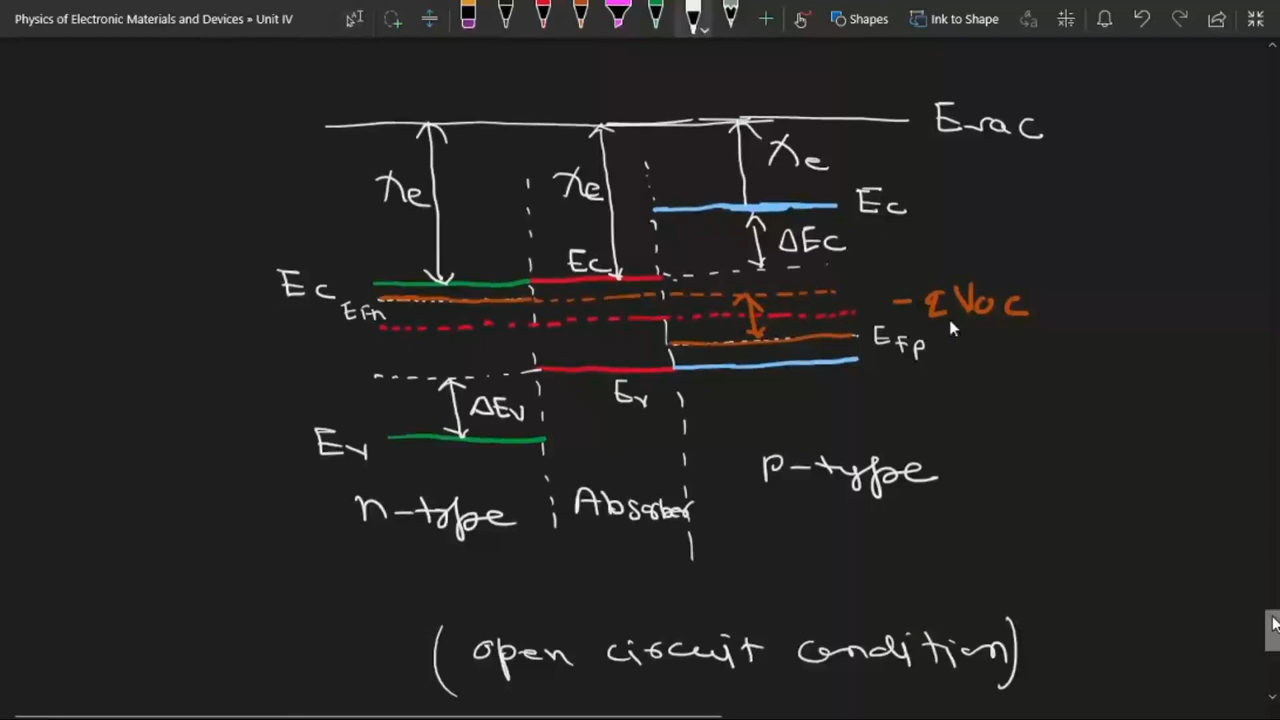 Physics of Electronic Materials and Devices » Unit IV
Shapes
Ink to Shape
Evac
χe
χe
χe
Ec
ΔEc
Ec
Ec
EFn
- qVoc
EFp
ΔEv
Ev
Ev
n-type
Absorber
P-type
(open circuit condition)